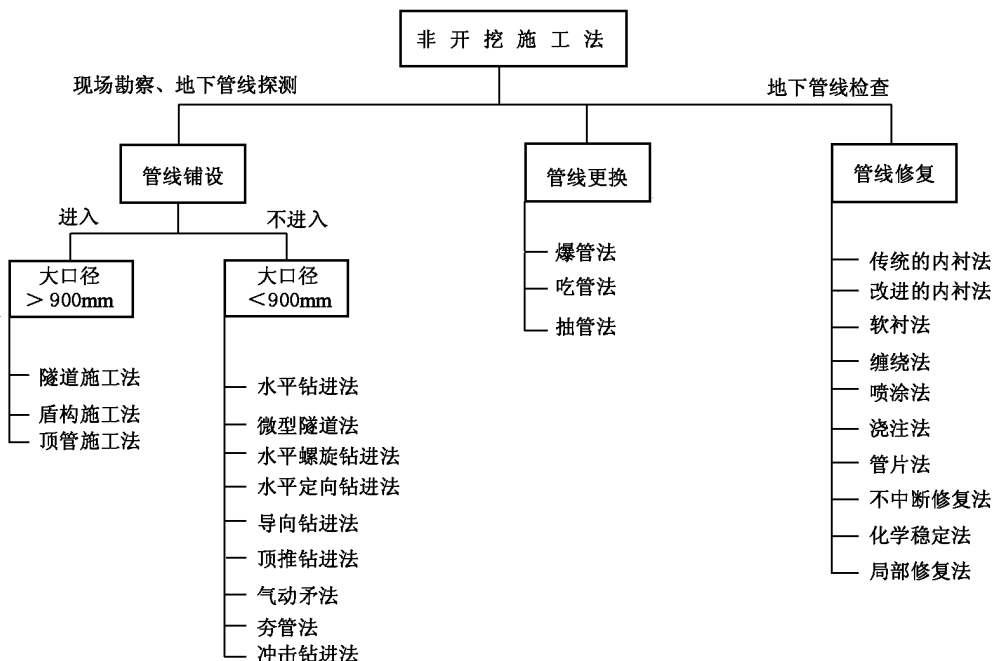 非开挖施工法
现场勘察、地下管线探测
地下管线检查
管线铺设
管线更换
管线修复
进入
不进入
大口径
＞900mm
大口径
＜900mm
隧道施工法
盾构施工法
顶管施工法
水平钻进法
微型隧道法
水平螺旋钻进法
水平定向钻进法
导向钻进法
顶推钻进法
气动矛法
夯管法
冲击钻进法
爆管法
吃管法
抽管法
传统的内衬法
改进的内衬法
软衬法
缠绕法
喷涂法
浇注法
管片法
不中断修复法
化学稳定法
局部修复法